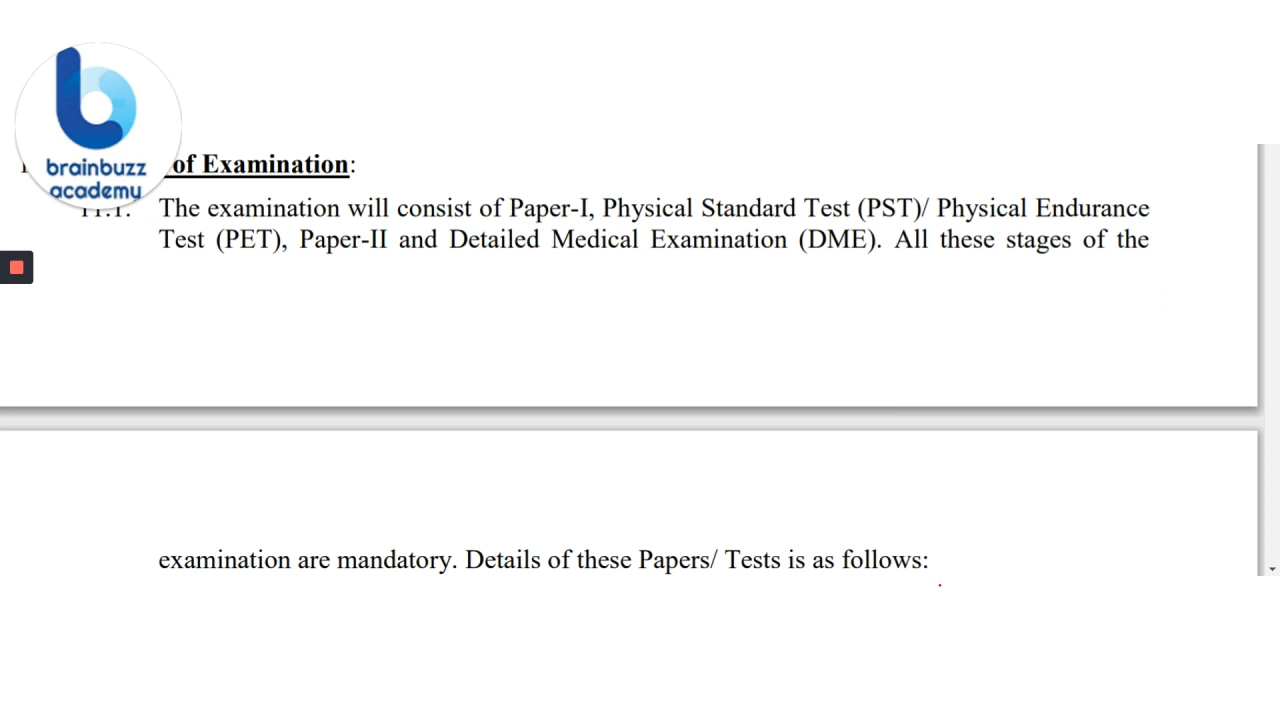 of Examination:
brainbuzz
academy
11.1. The examination will consist of Paper-I, Physical Standard Test (PST)/ Physical Endurance
Test (PET), Paper-II and Detailed Medical Examination (DME). All these stages of the
examination are mandatory. Details of these Papers/ Tests is as follows: